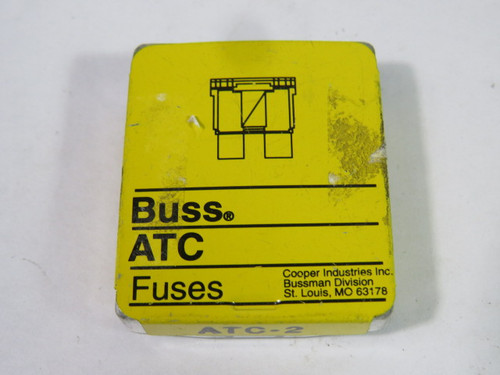 Buss®
ATC
Fuses
Cooper Industries Inc.
Bussman Division
St. Louis, MO 63178
ATC-2